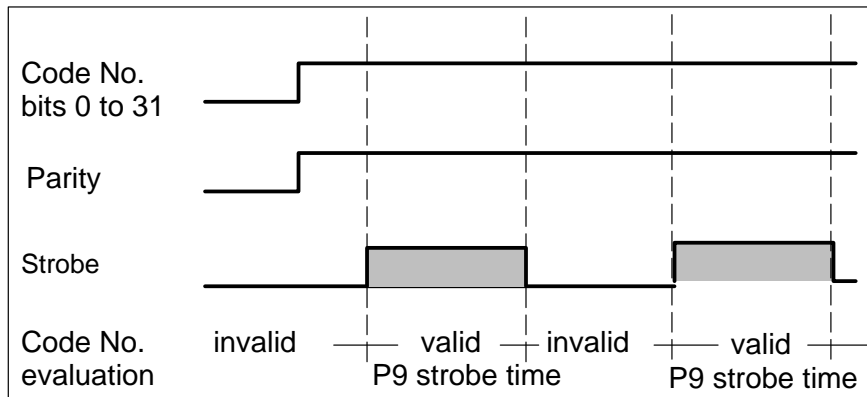 Code No.
bits 0 to 31
Parity
Strobe
Code No. invalid valid invalid valid
evaluation P9 strobe time P9 strobe time